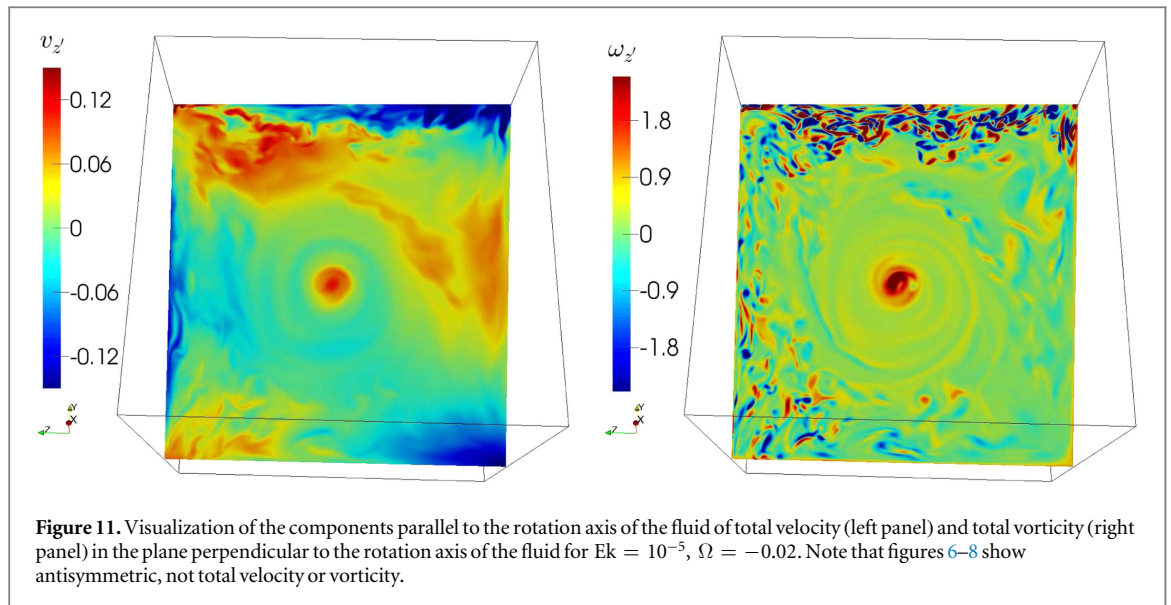 v_z′
0.12
0.06
0
-0.06
-0.12
Y
X
Z
ω_z′
1.8
0.9
0
-0.9
-1.8
Y
X
Z
Figure 11. Visualization of the components parallel to the rotation axis of the fluid of total velocity (left panel) and total vorticity (right
panel) in the plane perpendicular to the rotation axis of the fluid for Ek = 10⁻⁵, Ω = −0.02. Note that figures 6–8 show
antisymmetric, not total velocity or vorticity.